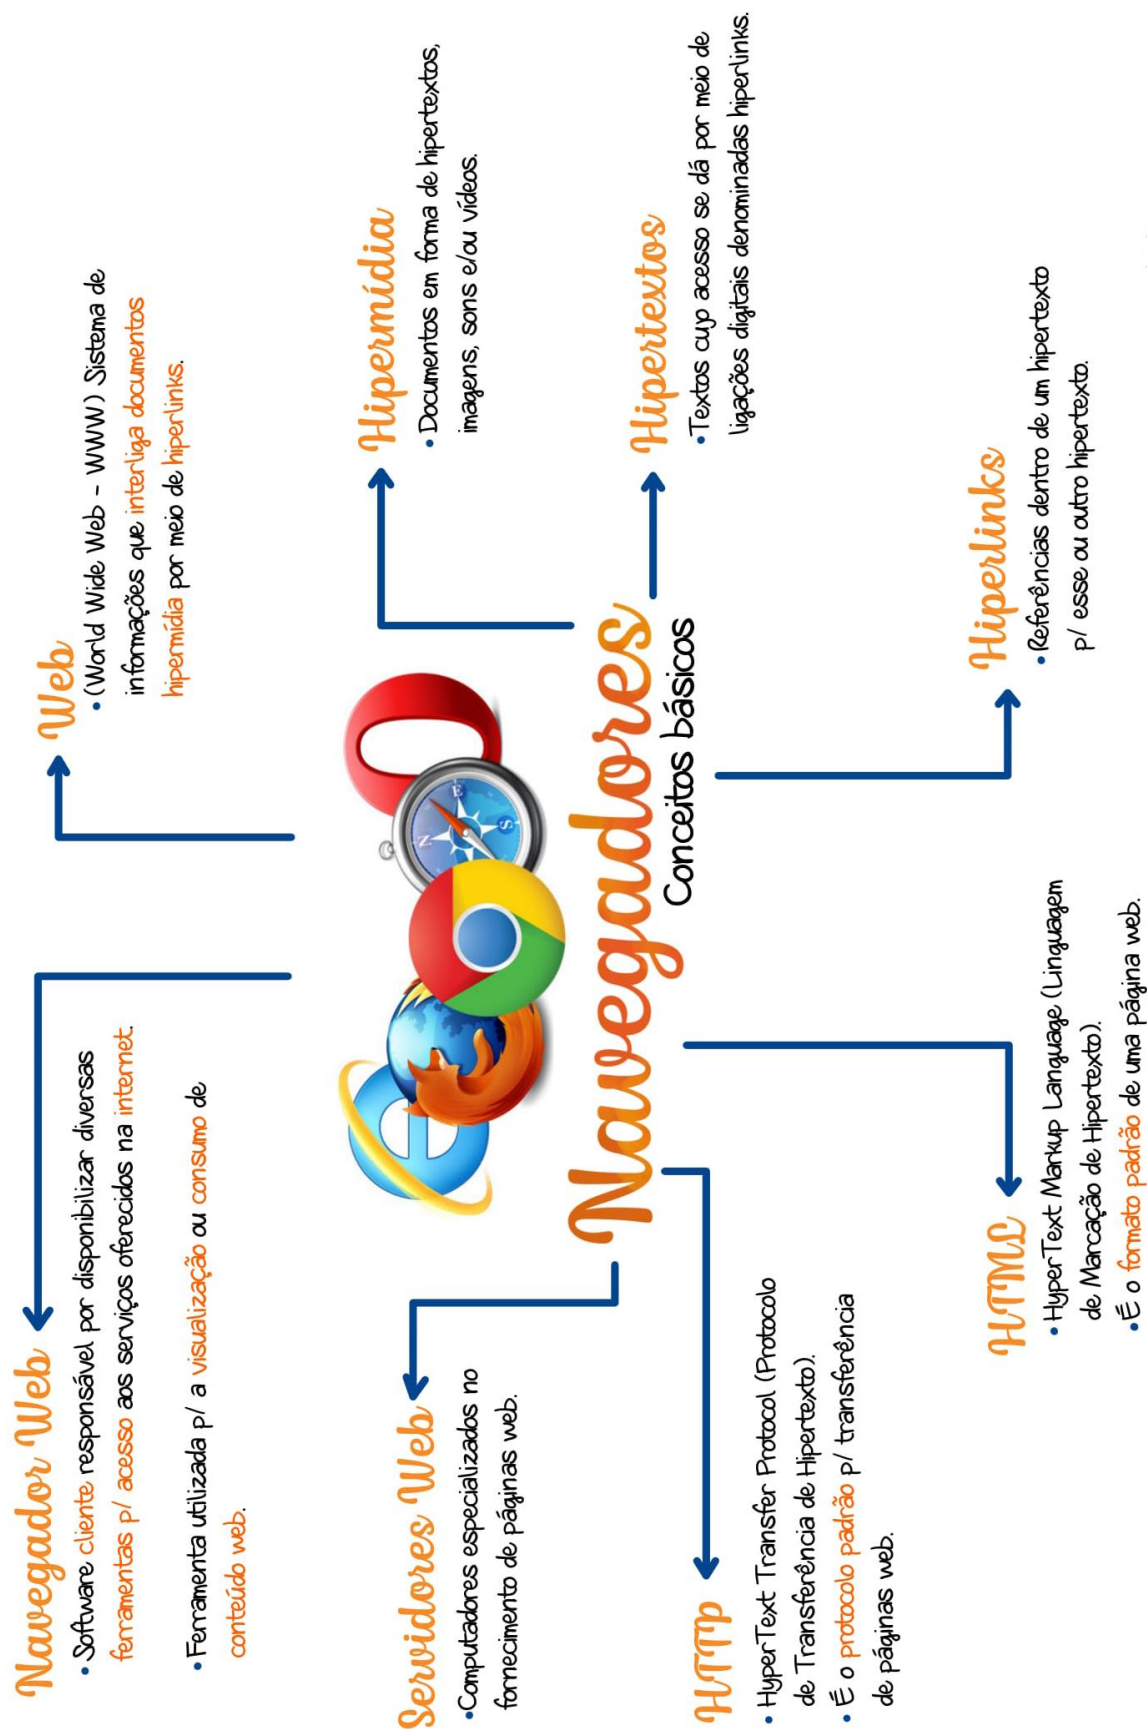 Navegador Web
• Software cliente responsável por disponibilizar diversas
ferramentas p/ acesso aos serviços oferecidos na internet.
• Ferramenta utilizada p/ a visualização ou consumo de
conteúdo web.
Web
• (World Wide Web - WWW) Sistema de
informações que interliga documentos
hipermídia por meio de hiperlinks.
Servidores Web
• Computadores especializados no
fornecimento de páginas web.
N
E
S
Navegadores
Conceitos básicos
Hipermídia
• Documentos em forma de hipertextos,
imagens, sons e/ou vídeos.
Hipertextos
• Textos cujo acesso se dá por meio de
ligações digitais denominadas hiperlinks.
HTTP
• HyperText Transfer Protocol (Protocolo
de Transferência de Hipertexto).
• É o protocolo padrão p/ transferência
de páginas web.
HTML
• HyperText Markup Language (Linguagem
de Marcação de Hipertexto).
• É o formato padrão de uma página web.
Hiperlinks
• Referências dentro de um hipertexto
p/ esse ou outro hipertexto.